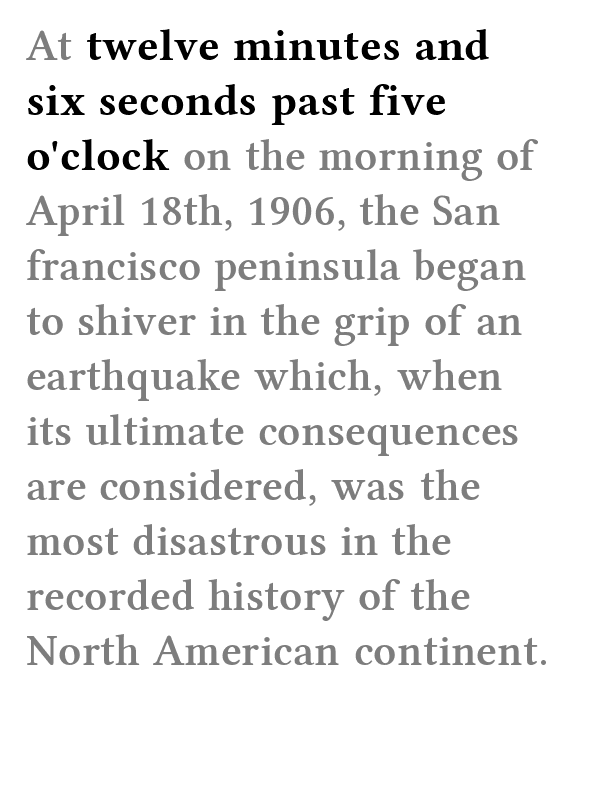 At twelve minutes and
six seconds past five
o'clock on the morning of
April 18th, 1906, the San
francisco peninsula began
to shiver in the grip of an
earthquake which, when
its ultimate consequences
are considered, was the
most disastrous in the
recorded history of the
North American continent.